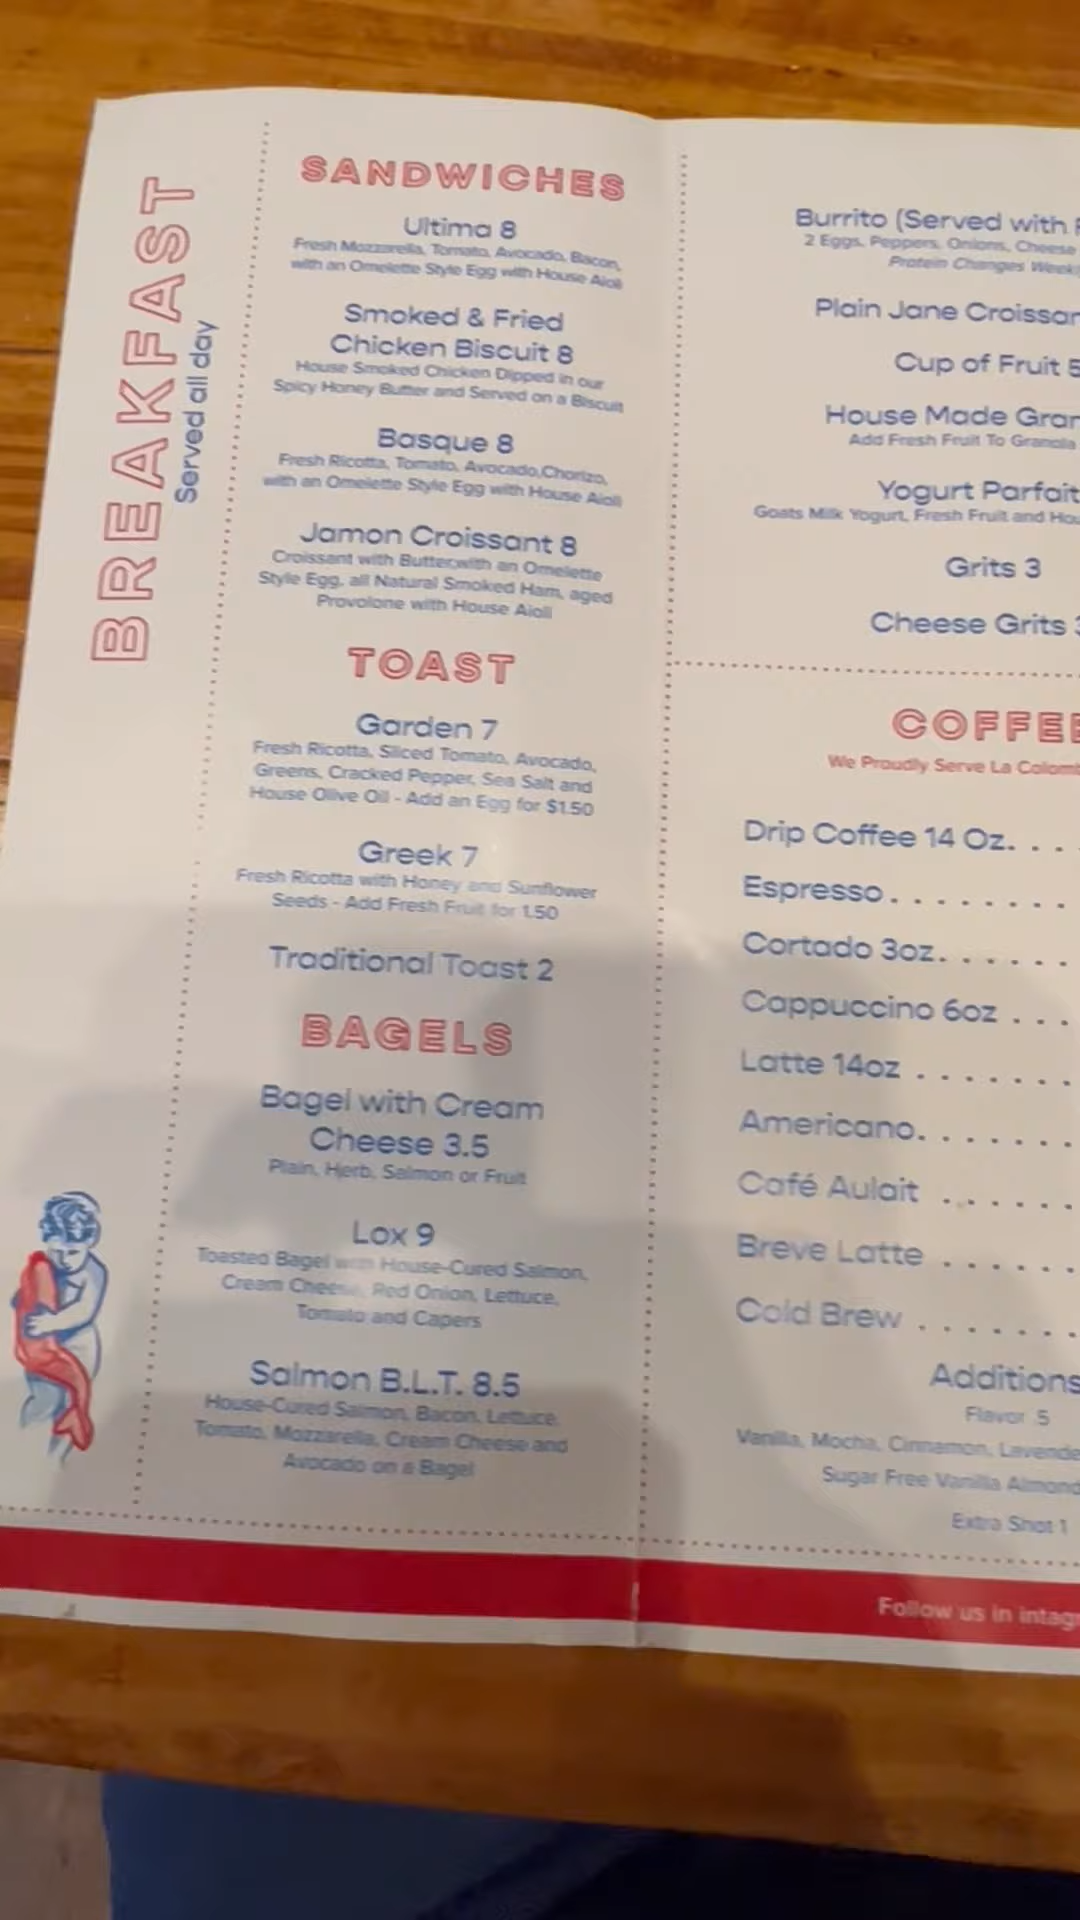 BREAKFAST
Served all day
SANDWICHES
Ultima 8
Fresh Mozzarella, Tomato, Avocado, Bacon,
with an Omelette Style Egg with House Aioli
Smoked & Fried
Chicken Biscuit 8
House Smoked Chicken Dipped in our
Spicy Honey Butter and Served on a Biscuit
Basque 8
Fresh Ricotta, Tomato, Avocado,Chorizo,
with an Omelette Style Egg with House Aioli
Jamon Croissant 8
Croissant with Butter,with an Omelette
Style Egg, all Natural Smoked Ham, aged
Provolone with House Aioli
TOAST
Garden 7
Fresh Ricotta, Sliced Tomato, Avocado,
Greens, Cracked Pepper, Sea Salt and
House Olive Oil - Add an Egg for $1.50
Greek 7
Fresh Ricotta with Honey and Sunflower
Seeds - Add Fresh Fruit for 1.50
Traditional Toast 2
BAGELS
Bagel with Cream
Cheese 3.5
Plain, Herb, Salmon or Fruit
Lox 9
Toasted Bagel with House-Cured Salmon,
Cream Cheese, Red Onion, Lettuce,
Tomato and Capers
Salmon B.L.T. 8.5
House-Cured Salmon, Bacon, Lettuce,
Tomato, Mozzarella, Cream Cheese and
Avocado on a Bagel
Burrito (Served with
2 Eggs, Peppers, Onions, Cheese
Protein Changes
Plain Jane
Cup of Fruit 5
House Made
Add Fresh Fruit To Granola
Yogurt Parfait
Goats Milk Yogurt, Fresh Fruit and
Grits 3
Cheese Grits
COFFEE
We Proudly Serve La
Drip Coffee 14 Oz. . . .
Espresso . . . . . . . .
Cortado 3oz. . . . . . .
Cappuccino 6oz . . .
Latte 14oz . . . . . . .
Americano. . . . . . .
Café Aulait . . . . . .
Breve Latte . . . . . .
Cold Brew . . . . . . .
Additions
Flavor .5
Vanilla, Mocha, Cinnamon,
Sugar Free Vanilla Almond
Extra Shot 1
Follow us in